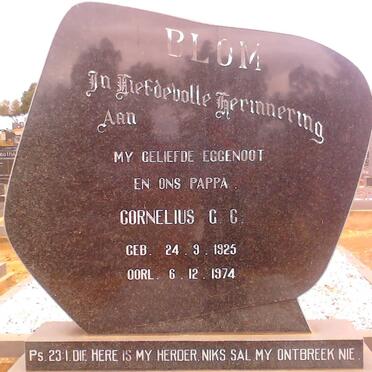 BLOM
In Liefdevolle Herinnering
Aan
MY GELIEFDE EGGENOOT
EN ONS PAPPA.
CORNELIUS G. G.
GEB. 24.9.1925
OORL. 6.12.1974
Ps. 23:1. DIE HERE IS MY HERDER, NIKS SAL MY ONTBREEK NIE.